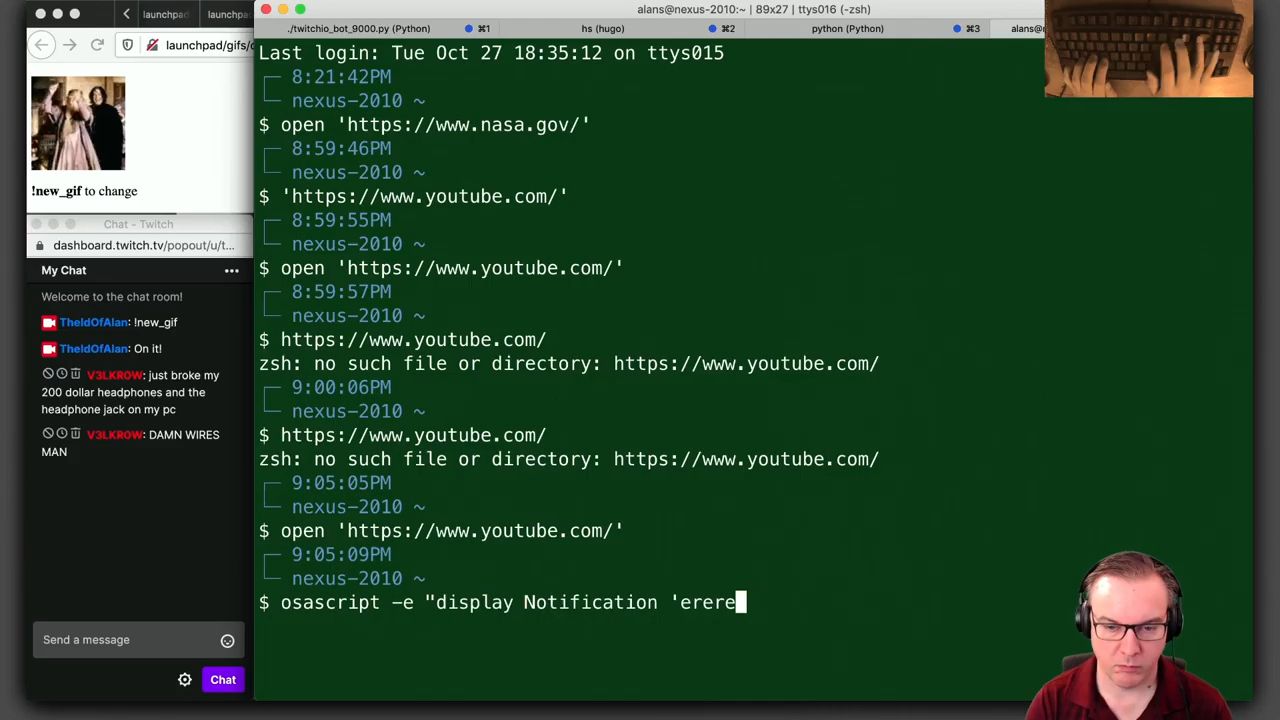 launchpad
launchpad
launchpad/gifs/c
!new_gif to change
Chat - Twitch
dashboard.twitch.tv/popout/u/t...
My Chat
Welcome to the chat room!
TheIdOfAlan: !new_gif
TheIdOfAlan: On it!
V3LKR0W: just broke my
200 dollar headphones and the
headphone jack on my pc
V3LKR0W: DAMN WIRES
MAN
Send a message
Chat
alans@nexus-2010:~ | 89x27 | ttys016 (-zsh)
./twitchio_bot_9000.py (Python) ⌘1
hs (hugo) ⌘2
python (Python) ⌘3
alans@
Last login: Tue Oct 27 18:35:12 on ttys015
8:21:42PM
nexus-2010 ~
$ open 'https://www.nasa.gov/'
8:59:46PM
nexus-2010 ~
$ 'https://www.youtube.com/'
8:59:55PM
nexus-2010 ~
$ open 'https://www.youtube.com/'
8:59:57PM
nexus-2010 ~
$ https://www.youtube.com/
zsh: no such file or directory: https://www.youtube.com/
9:00:06PM
nexus-2010 ~
$ https://www.youtube.com/
zsh: no such file or directory: https://www.youtube.com/
9:05:05PM
nexus-2010 ~
$ open 'https://www.youtube.com/'
9:05:09PM
nexus-2010 ~
$ osascript -e "display Notification 'erere